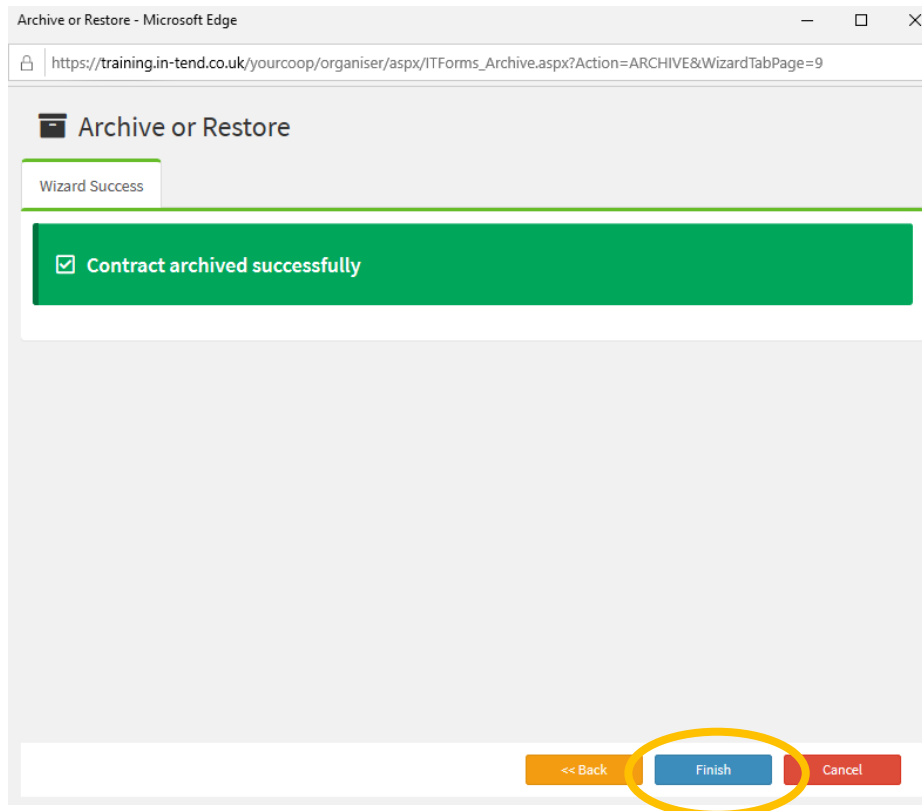 Archive or Restore - Microsoft Edge
https://training.in-tend.co.uk/yourcoop/organiser/aspx/ITForms_Archive.aspx?Action=ARCHIVE&WizardTabPage=9
Archive or Restore
Wizard Success
Contract archived successfully
<< Back Finish Cancel